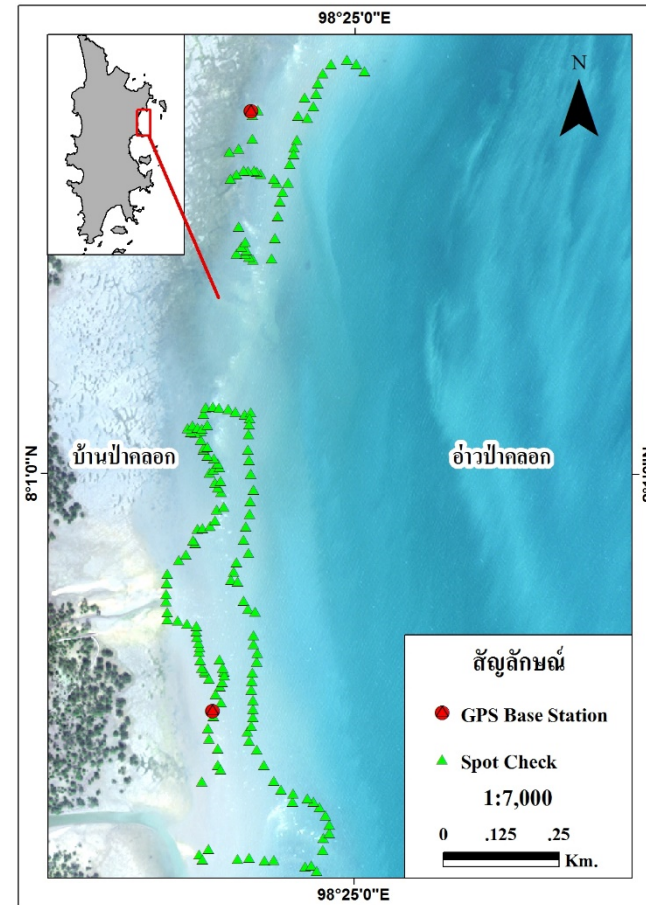 98°25'0"E
N
บ้านป่าคลอก
อ่าวป่าคลอก
8°1'0"N
สัญลักษณ์
GPS Base Station
Spot Check
1:7,000
0 .125 .25
Km.
98°25'0"E